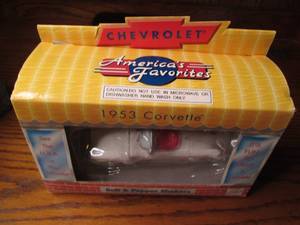 CHEVROLET
America's
Favorites
CAUTION: DO NOT USE IN MICROWAVE OR
DISHWASHER HAND WASH ONLY
1953 Corvette
Salt & Pepper Shakers